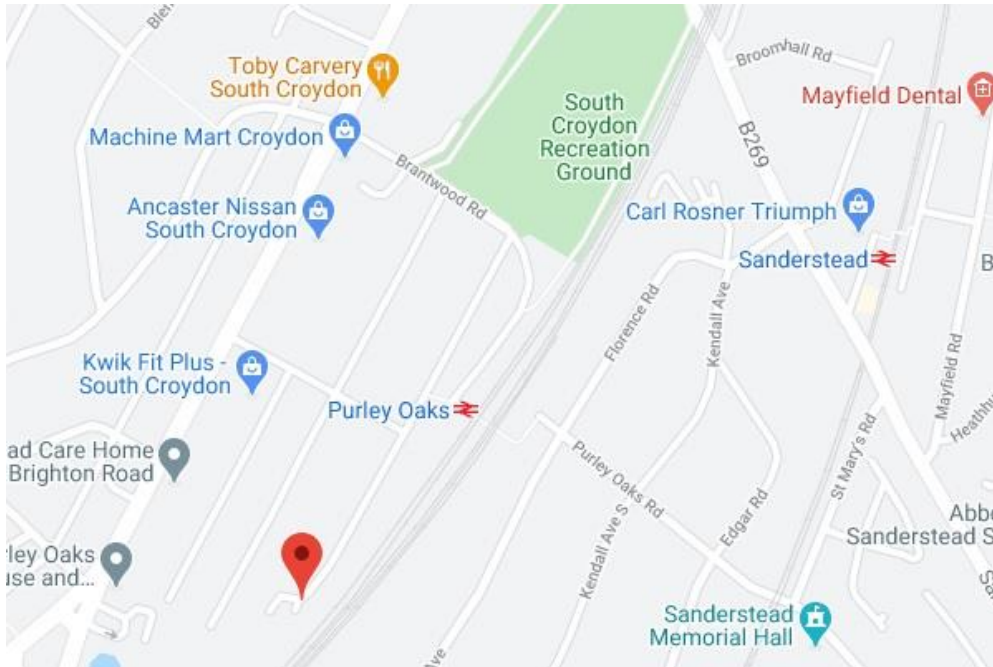 Toby Carvery
South Croydon
Machine Mart Croydon
Ancaster Nissan
South Croydon
Brantwood Rd
South
Croydon
Recreation
Ground
Broomhall Rd
Mayfield Dental
B269
Carl Rosner Triumph
Sanderstead
B
Florence Rd
Kendall Ave
Kwik Fit Plus -
South Croydon
Purley Oaks
Mayfield Rd
ad Care Home
Brighton Road
Purley Oaks Rd
St Mary's Rd
Edgar Rd
Kendall Ave S
rley Oaks
use and...
Abb
Sanderstead S
Sanderstead
Memorial Hall
Ave